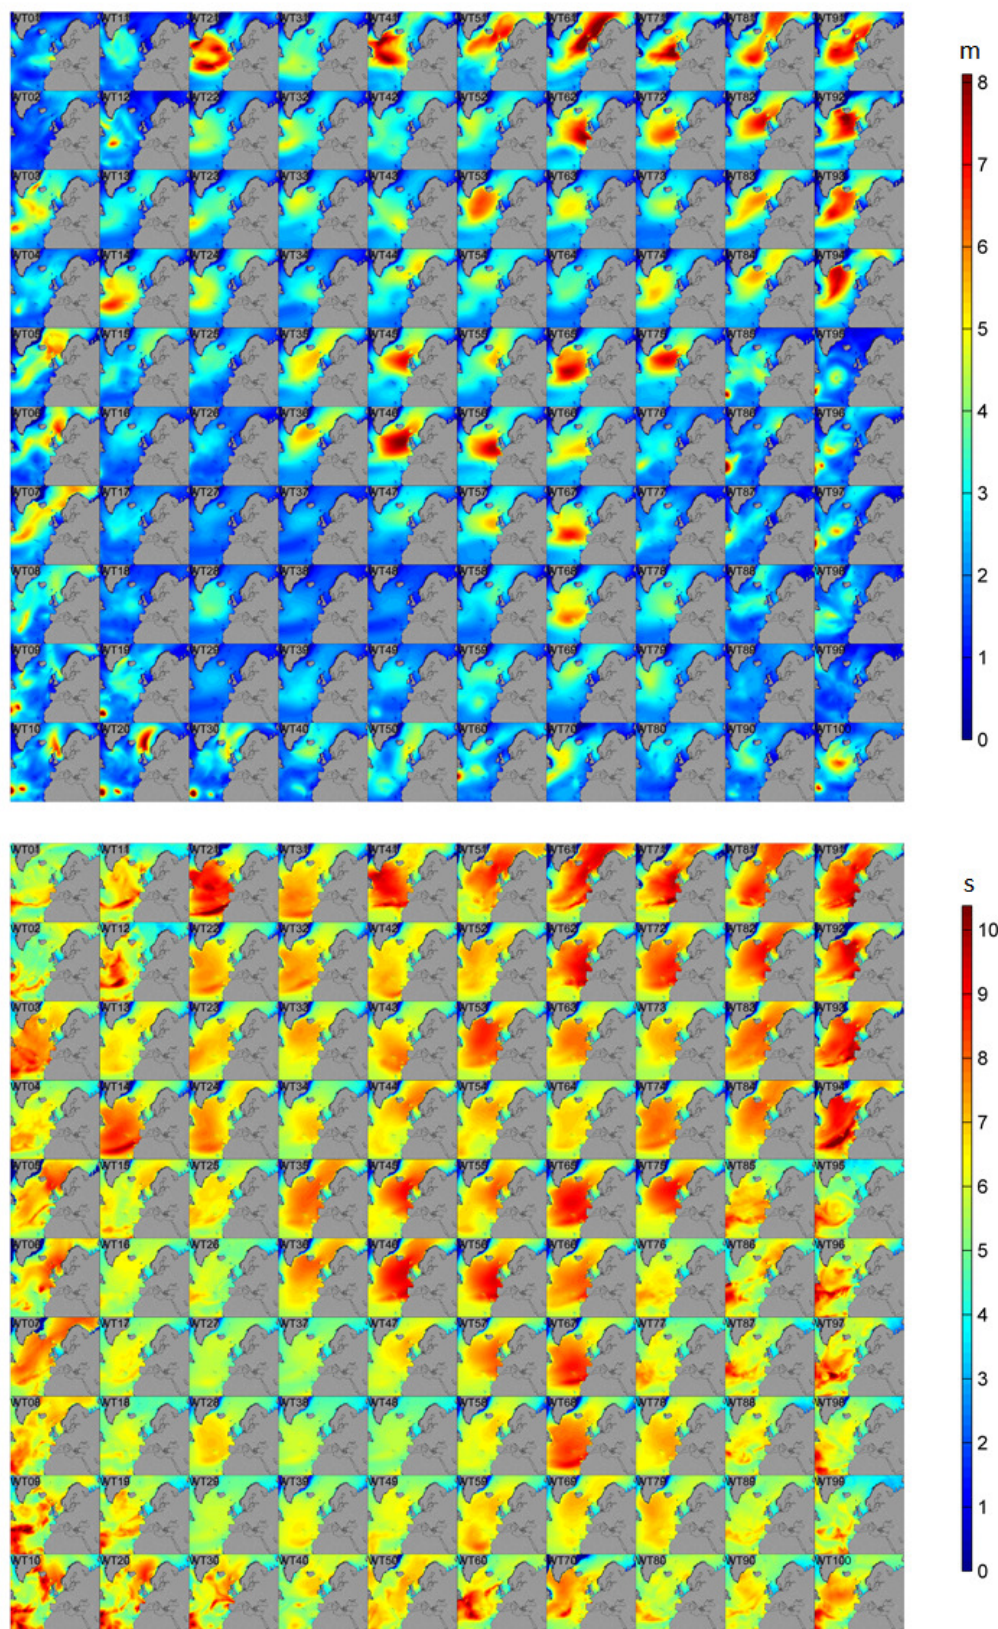 WT01 WT11 WT21 WT31 WT41 WT51 WT61 WT71 WT81 WT91
m
8
WT02 WT12 WT22 WT32 WT42 WT52 WT62 WT72 WT82 WT92
7
WT03 WT13 WT23 WT33 WT43 WT53 WT63 WT73 WT83 WT93
6
WT04 WT14 WT24 WT34 WT44 WT54 WT64 WT74 WT84 WT94
5
WT05 WT15 WT25 WT35 WT45 WT55 WT65 WT75 WT85 WT95
4
WT06 WT16 WT26 WT36 WT46 WT56 WT66 WT76 WT86 WT96
3
WT07 WT17 WT27 WT37 WT47 WT57 WT67 WT77 WT87 WT97
2
WT08 WT18 WT28 WT38 WT48 WT58 WT68 WT78 WT88 WT98
1
WT09 WT19 WT29 WT39 WT49 WT59 WT69 WT79 WT89 WT99
0
WT10 WT20 WT30 WT40 WT50 WT60 WT70 WT80 WT90 WT100
WT01 WT11 WT21 WT31 WT41 WT51 WT61 WT71 WT81 WT91
s
10
WT02 WT12 WT22 WT32 WT42 WT52 WT62 WT72 WT82 WT92
9
WT03 WT13 WT23 WT33 WT43 WT53 WT63 WT73 WT83 WT93
8
WT04 WT14 WT24 WT34 WT44 WT54 WT64 WT74 WT84 WT94
7
WT05 WT15 WT25 WT35 WT45 WT55 WT65 WT75 WT85 WT95
6
5
WT06 WT16 WT26 WT36 WT46 WT56 WT66 WT76 WT86 WT96
4
WT07 WT17 WT27 WT37 WT47 WT57 WT67 WT77 WT87 WT97
3
WT08 WT18 WT28 WT38 WT48 WT58 WT68 WT78 WT88 WT98
2
WT09 WT19 WT29 WT39 WT49 WT59 WT69 WT79 WT89 WT99
1
WT10 WT20 WT30 WT40 WT50 WT60 WT70 WT80 WT90 WT100
0